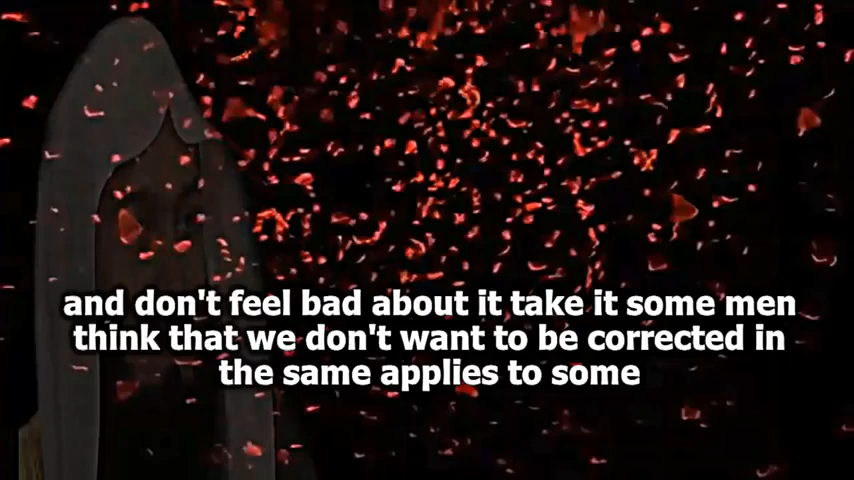 and don't feel bad about it take it some men
think that we don't want to be corrected in
the same applies to some